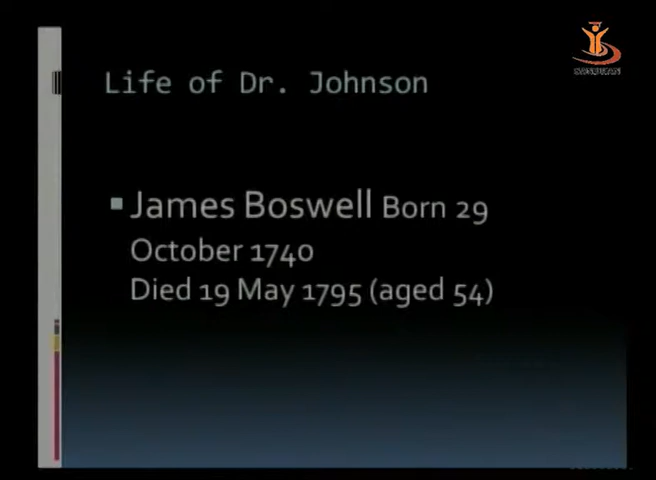 Life of Dr. Johnson
James Boswell Born 29
October 1740
Died 19 May 1795 (aged 54)